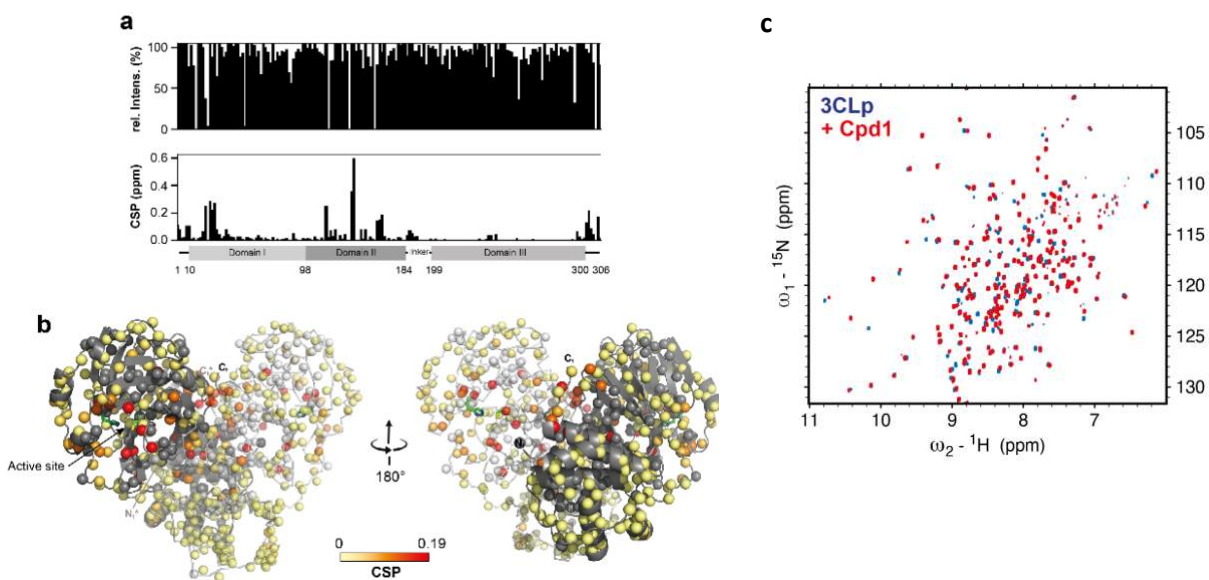 a
rel. Intens. (%)
100
50
0
CSP (ppm)
0.6
0.4
0.2
0.0
Domain I
Domain II
linker
Domain III
1 10 98 184 199 300 306
b
Active site
C
180°
0 0.19
CSP
C
c
3CLp
+ Cpd1
105
110
115
120
125
130
ω1 - 15N (ppm)
11 10 9 8 7
ω2 - 1H (ppm)